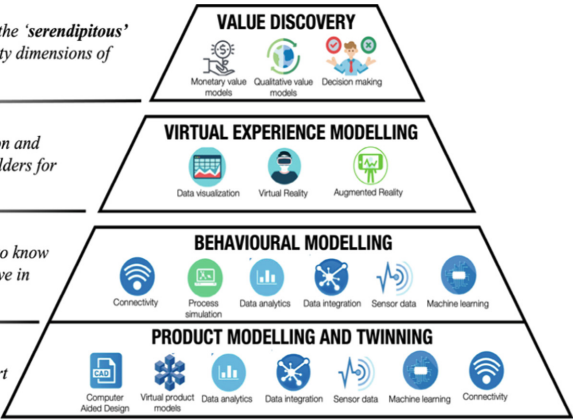 the 'serendipitous'
ty dimensions of
VALUE DISCOVERY
Monetary value models
Qualitative value models
Decision making
on and
lders for
VIRTUAL EXPERIENCE MODELLING
Data visualization
Virtual Reality
Augmented Reality
o know
ve in
BEHAVIOURAL MODELLING
Connectivity
Process simulation
Data analytics
Data integration
Sensor data
Machine learning
rt
PRODUCT MODELLING AND TWINNING
CAD
Computer Aided Design
Virtual product models
Data analytics
Data integration
Sensor data
Machine learning
Connectivity